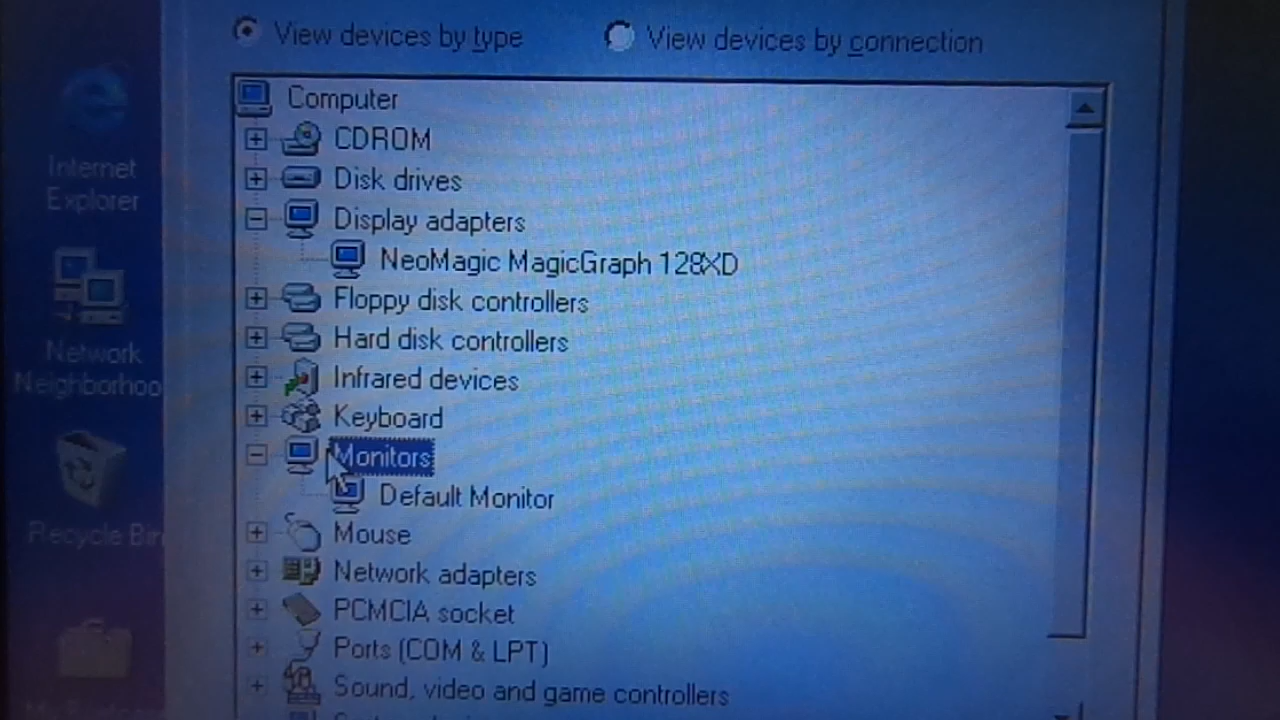 View devices by type
View devices by connection
Computer
CDROM
Disk drives
Display adapters
NeoMagic MagicGraph 128XD
Floppy disk controllers
Hard disk controllers
Infrared devices
Keyboard
Monitors
Default Monitor
Mouse
Network adapters
PCMCIA socket
Ports (COM & LPT)
Sound, video and game controllers
Internet
Explorer
Network
Neighborhoo
Recycle Bin